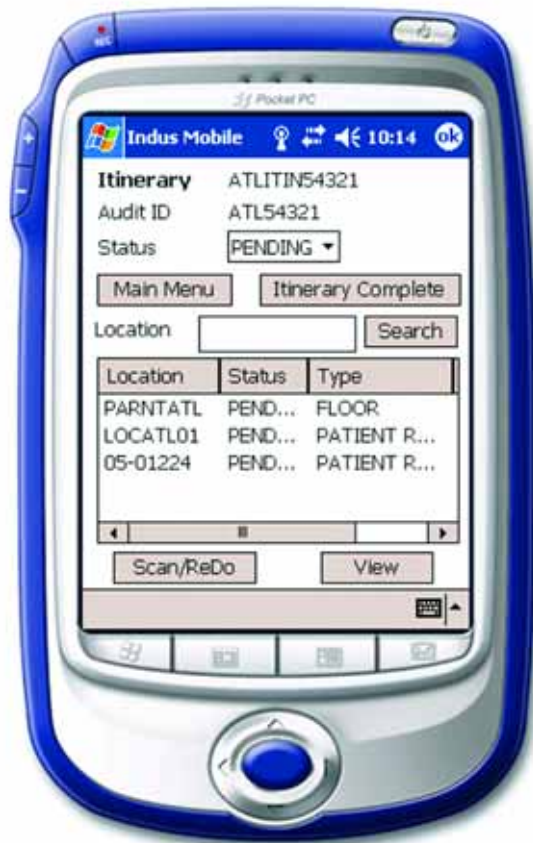 REC
Pocket PC
Indus Mobile 10:14 ok
Itinerary ATLITIN54321
Audit ID ATL54321
Status PENDING
Main Menu Itinerary Complete
Location Search
Location Status Type
PARNTATL PEND... FLOOR
LOCATL01 PEND... PATIENT R...
05-01224 PEND... PATIENT R...
Scan/ReDo View